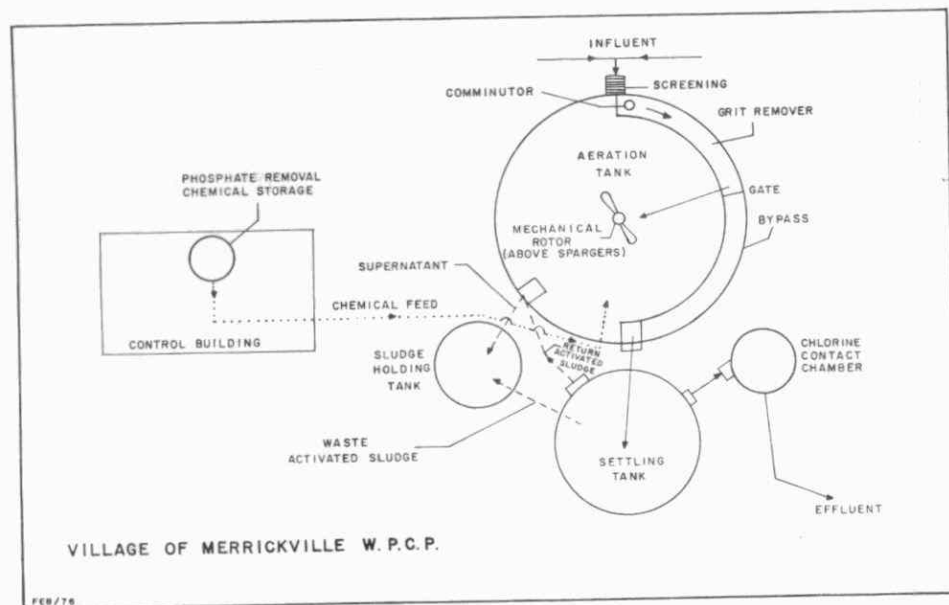 INFLUENT
SCREENING
COMMINUTOR
GRIT REMOVER
AERATION
TANK
GATE
BYPASS
MECHANICAL
ROTOR
(ABOVE SPARGERS)
PHOSPHATE REMOVAL
CHEMICAL STORAGE
SUPERNATANT
CHEMICAL FEED
CONTROL BUILDING
RETURN
ACTIVATED
SLUDGE
SLUDGE
HOLDING
TANK
CHLORINE
CONTACT
CHAMBER
WASTE
ACTIVATED SLUDGE
SETTLING
TANK
EFFLUENT
VILLAGE OF MERRICKVILLE W.P.C.P.
FEB/76